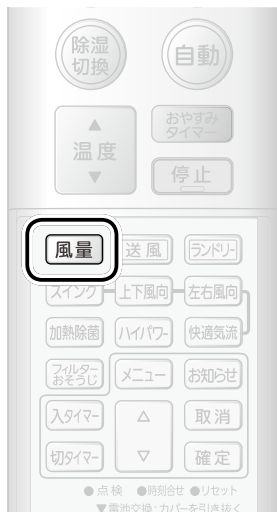 除湿
切換
自動
▲
温度
▼
おやすみ
タイマー
停止
風量
送風
ランドリー
スイング
上下風向
左右風向
加熱除菌
ハイパワー
快適気流
フィルター
おそうじ
メニュー
お知らせ
入タイマー
△
取消
切タイマー
▽
確定
●点検 ●時刻合せ ●リセット
▼電池交換:カバーを引き抜く